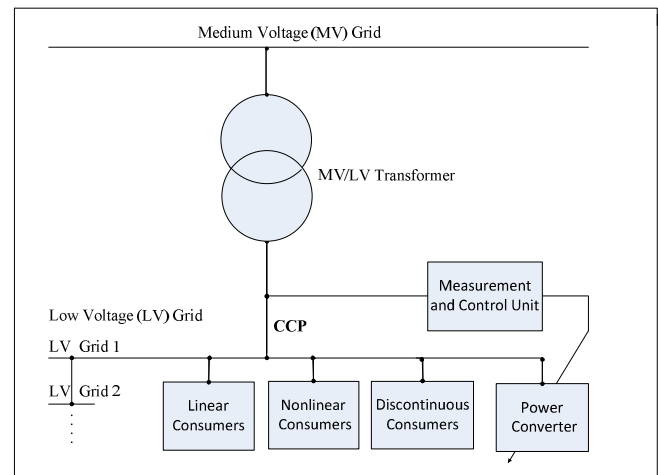 Medium Voltage (MV) Grid
MV/LV Transformer
Measurement
and Control Unit
Low Voltage (LV) Grid
CCP
LV Grid 1
LV Grid 2
Linear
Consumers
Nonlinear
Consumers
Discontinuous
Consumers
Power
Converter